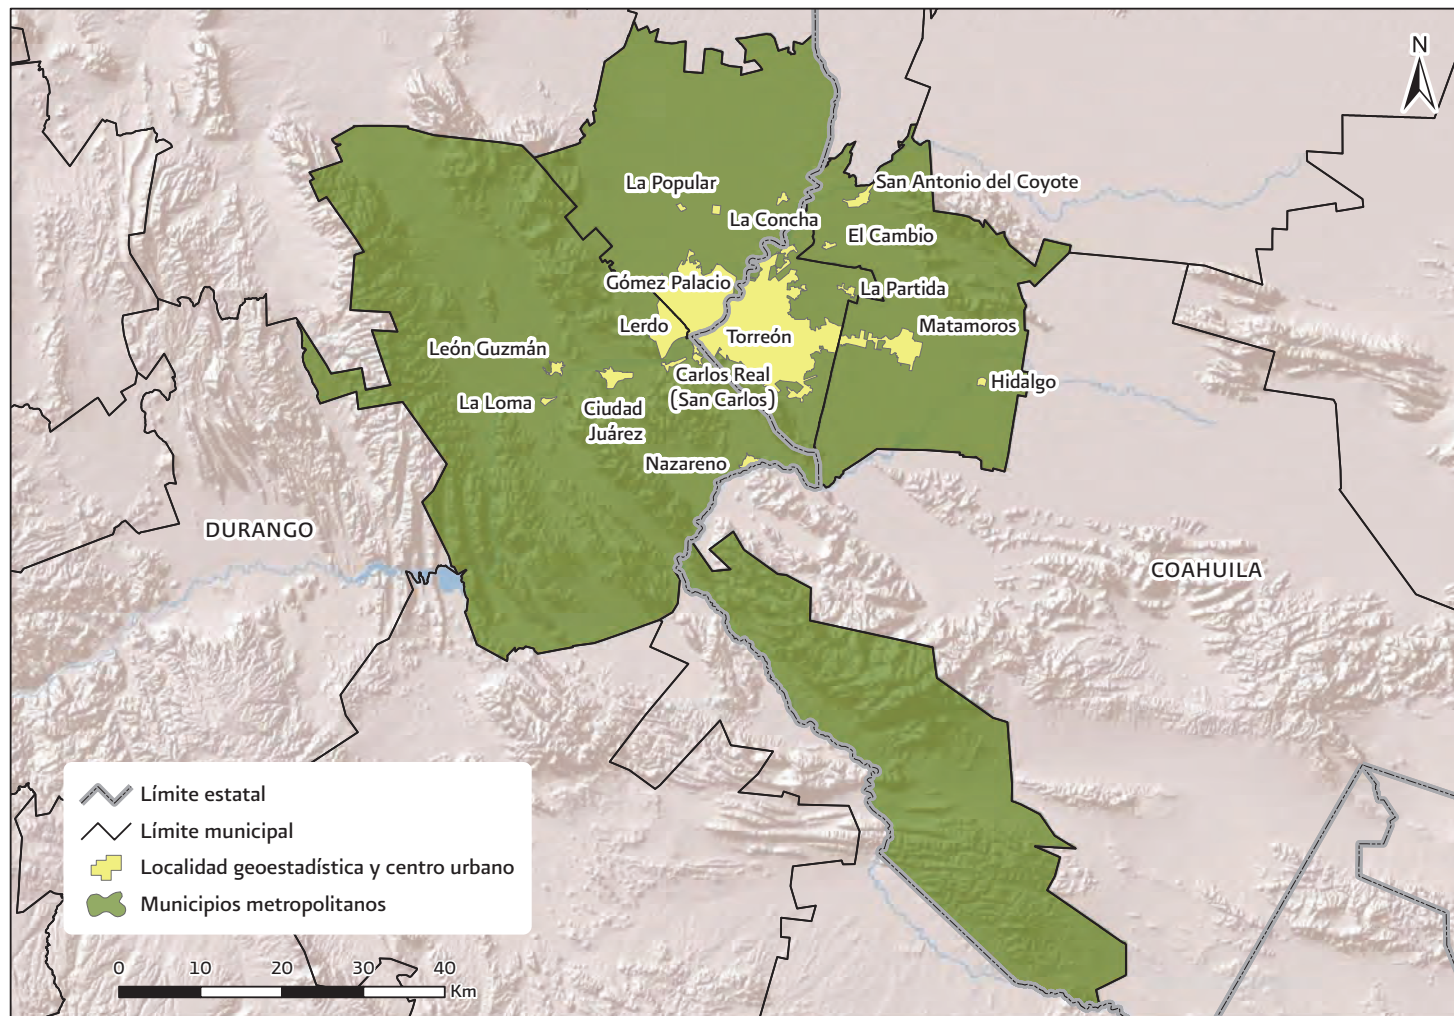 N
La Popular
San Antonio del Coyote
La Concha
El Cambio
Gómez Palacio
La Partida
Lerdo
Torreón
Matamoros
León Guzmán
Carlos Real
(San Carlos)
Hidalgo
La Loma
Ciudad
Juárez
Nazareno
DURANGO
COAHUILA
Límite estatal
Límite municipal
Localidad geoestadística y centro urbano
Municipios metropolitanos
0 10 20 30 40
Km